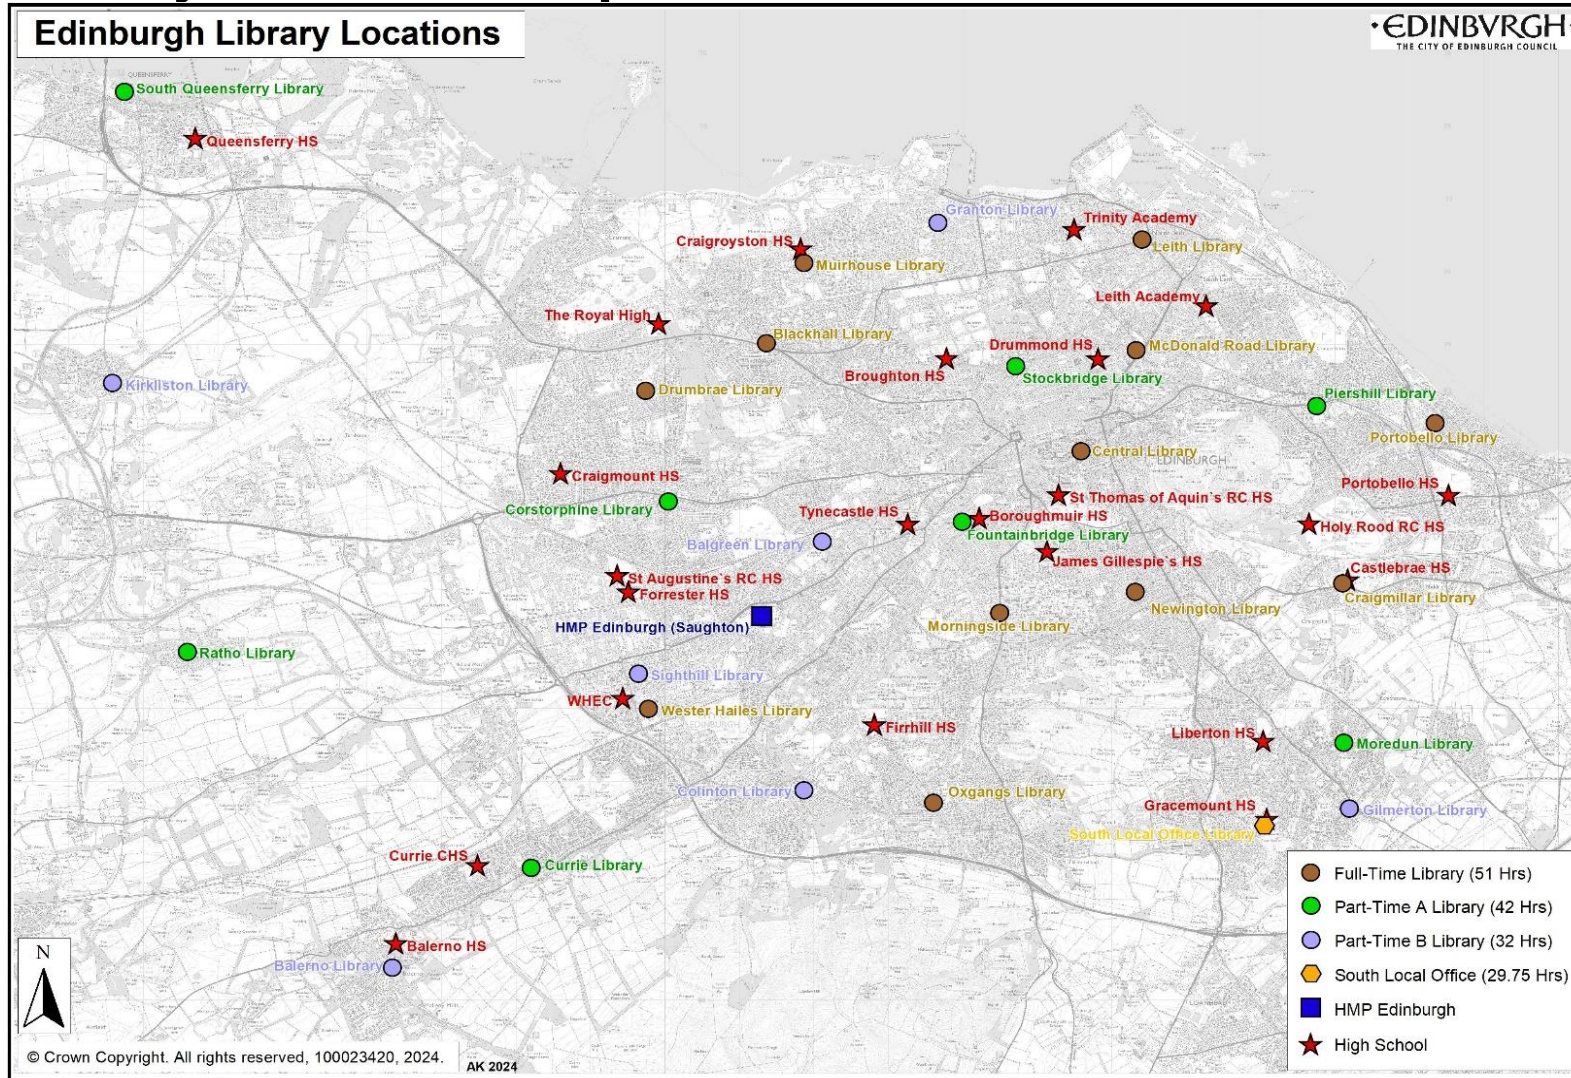 Edinburgh Library Locations
EDINBVRGH
THE CITY OF EDINBURGH COUNCIL
South Queensferry Library
Queensferry HS
Granton Library
Trinity Academy
Craigroyston HS
Leith Library
Muirhouse Library
Leith Academy
The Royal High
Blackhall Library
Drummond HS
McDonald Road Library
Broughton HS
Stockbridge Library
Kirkliston Library
Drumbrae Library
Piershill Library
Portobello Library
Central Library
EDINBURGH
Craigmount HS
Portobello HS
St Thomas of Aquin`s RC HS
Corstorphine Library
Tynecastle HS
Boroughmuir HS
Holy Rood RC HS
Fountainbridge Library
Balgreen Library
James Gillespie`s HS
Castlebrae HS
St Augustine`s RC HS
Forrester HS
Craigmillar Library
Newington Library
HMP Edinburgh (Saughton)
Morningside Library
Ratho Library
Sighthill Library
WHEC
Wester Hailes Library
Firrhill HS
Liberton HS
Moredun Library
Colinton Library
Oxgangs Library
Gracemount HS
Gilmerton Library
South Local Office Library
Currie CHS
Currie Library
Balerno HS
Balerno Library
Full-Time Library (51 Hrs)
Part-Time A Library (42 Hrs)
Part-Time B Library (32 Hrs)
South Local Office (29.75 Hrs)
HMP Edinburgh
High School
N
© Crown Copyright. All rights reserved, 100023420, 2024.
AK 2024